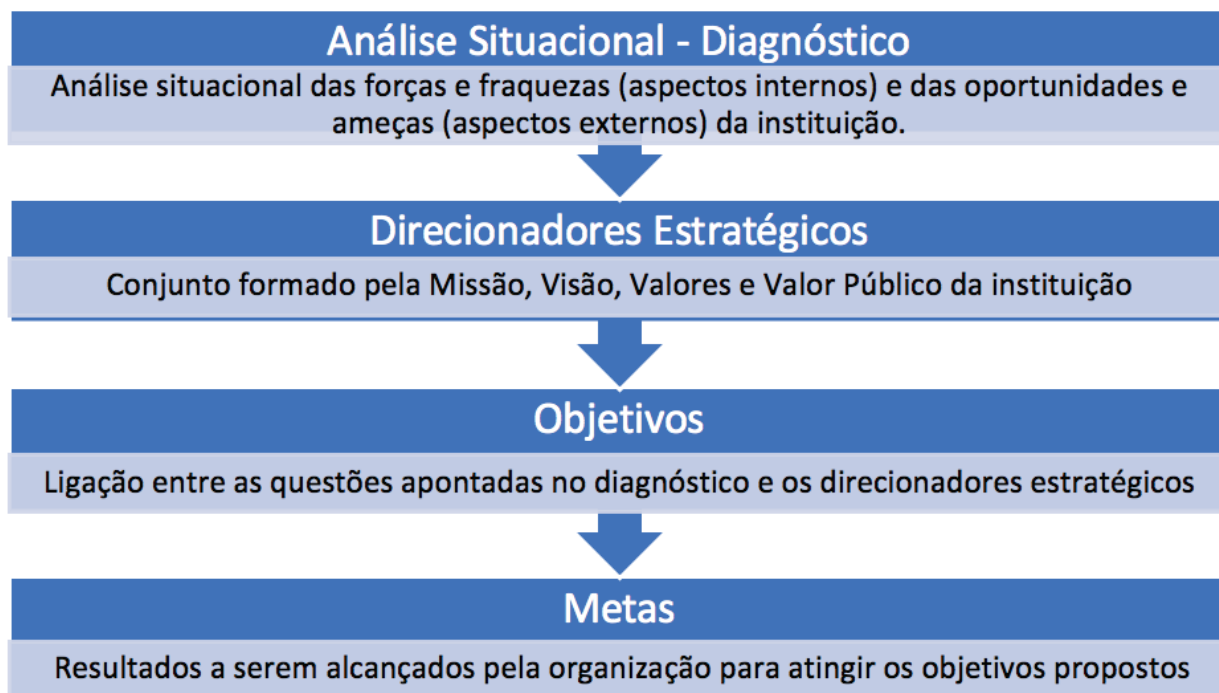 Análise Situacional - Diagnóstico
Análise situacional das forças e fraquezas (aspectos internos) e das oportunidades e
ameças (aspectos externos) da instituição.
Direcionadores Estratégicos
Conjunto formado pela Missão, Visão, Valores e Valor Público da instituição
Objetivos
Ligação entre as questões apontadas no diagnóstico e os direcionadores estratégicos
Metas
Resultados a serem alcançados pela organização para atingir os objetivos propostos